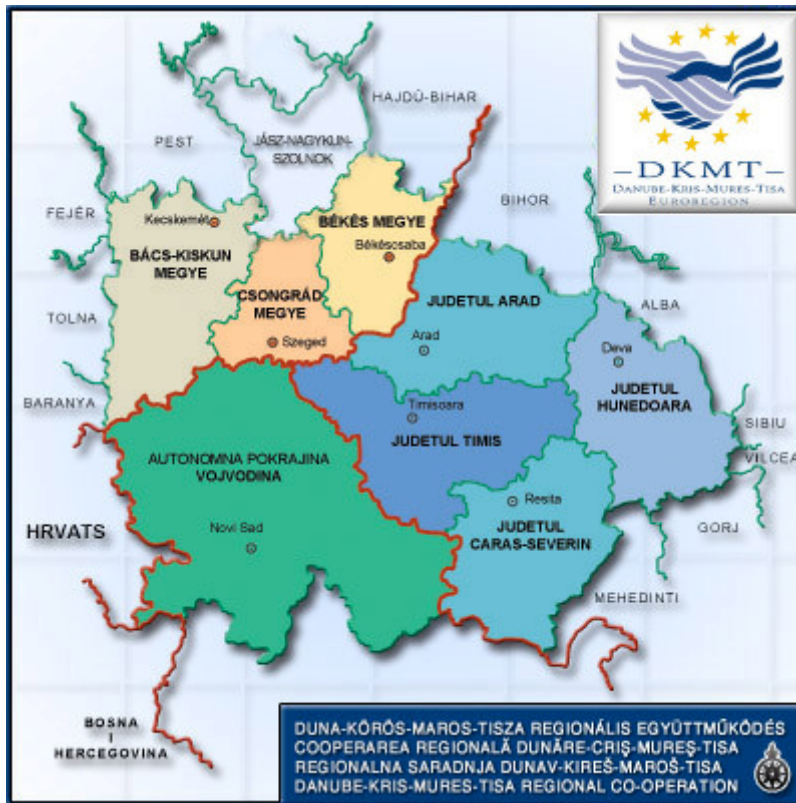 HAJDÚ-BIHAR
PEST
JÁSZ-NAGYKUN-
SZOLNOK
– DKMT –
DANUBE-KRIS-MURES-TISA
EUROREGION
BIHOR
FEJÉR
Kecskemét
BÉKÉS MEGYE
Békéscsaba
BÁCS-KISKUN
MEGYE
CSONGRÁD
MEGYE
JUDETUL ARAD
ALBA
TOLNA
Szeged
Arad
Deva
JUDETUL
HUNEDOARA
BARANYA
Timisoara
SIBIU
JUDETUL TIMIS
VILCEA
AUTONOMNA POKRAJINA
VOJVODINA
Resita
Novi Sad
HRVATS
JUDETUL
CARAS-SEVERIN
GORJ
MEHEDINTI
BOSNA
I
HERCEGOVINA
DUNA-KÖRÖS-MAROS-TISZA REGIONÁLIS EGYÜTTMŰKÖDÉS
COOPERAREA REGIONALĂ DUNĂRE-CRIŞ-MUREŞ-TISA
REGIONALNA SARADNJA DUNAV-KIREŠ-MAROŠ-TISA
DANUBE-KRIS-MURES-TISA REGIONAL CO-OPERATION